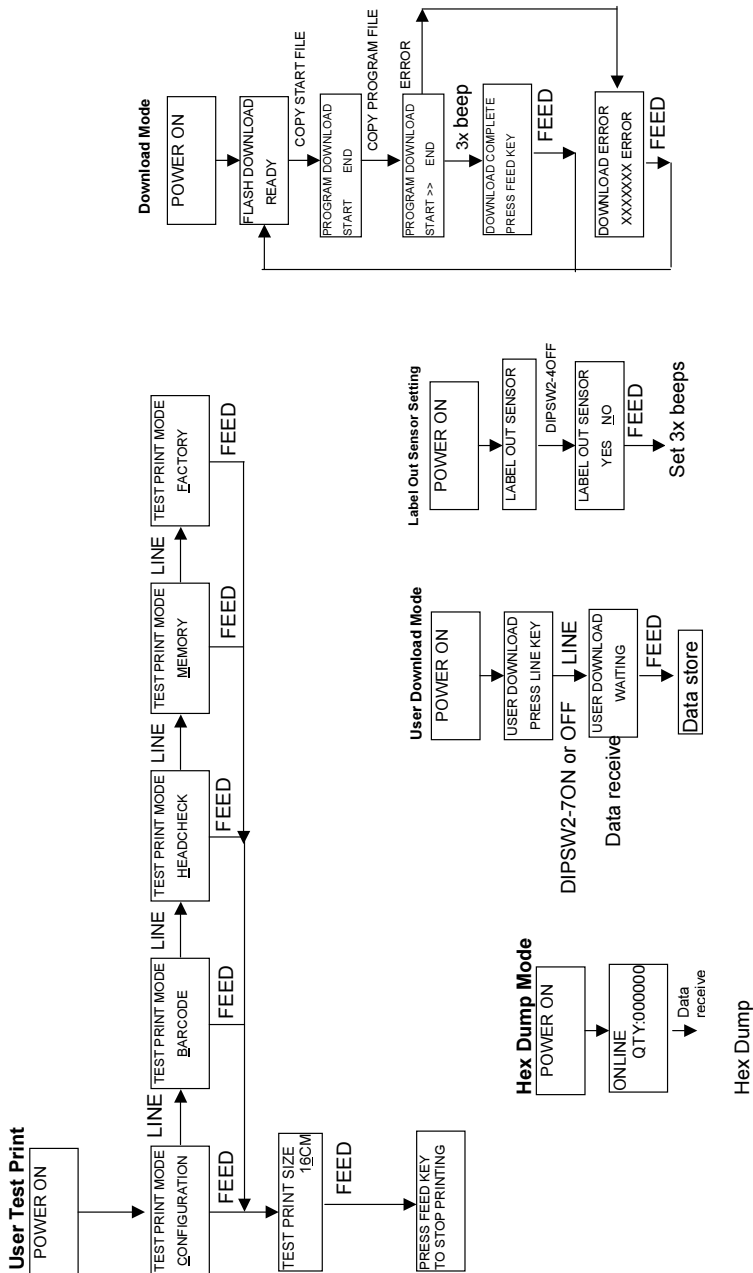 User Test Print
POWER ON
TEST PRINT MODE
CONFIGURATION
LINE
TEST PRINT MODE
BARCODE
LINE
TEST PRINT MODE
HEADCHECK
LINE
TEST PRINT MODE
MEMORY
LINE
TEST PRINT MODE
FACTORY
FEED
FEED
FEED
FEED
FEED
TEST PRINT SIZE
16CM
FEED
PRESS FEED KEY
TO STOP PRINTING
Hex Dump Mode
POWER ON
ONLINE
QTY:000000
Data
receive
Hex Dump
User Download Mode
POWER ON
USER DOWNLOAD
PRESS LINE KEY
DIPSW2-7ON or OFF
LINE
Data receive
USER DOWNLOAD
WAITING
FEED
Data store
Label Out Sensor Setting
POWER ON
LABEL OUT SENSOR
DIPSW2-4OFF
LABEL OUT SENSOR
YES NO
FEED
Set 3x beeps
Download Mode
POWER ON
FLASH DOWNLOAD
READY
COPY START FILE
PROGRAM DOWNLOAD
START END
COPY PROGRAM FILE
PROGRAM DOWNLOAD
START >> END
ERROR
3x beep
DOWNLOAD COMPLETE
PRESS FEED KEY
FEED
DOWNLOAD ERROR
XXXXXXX ERROR
FEED